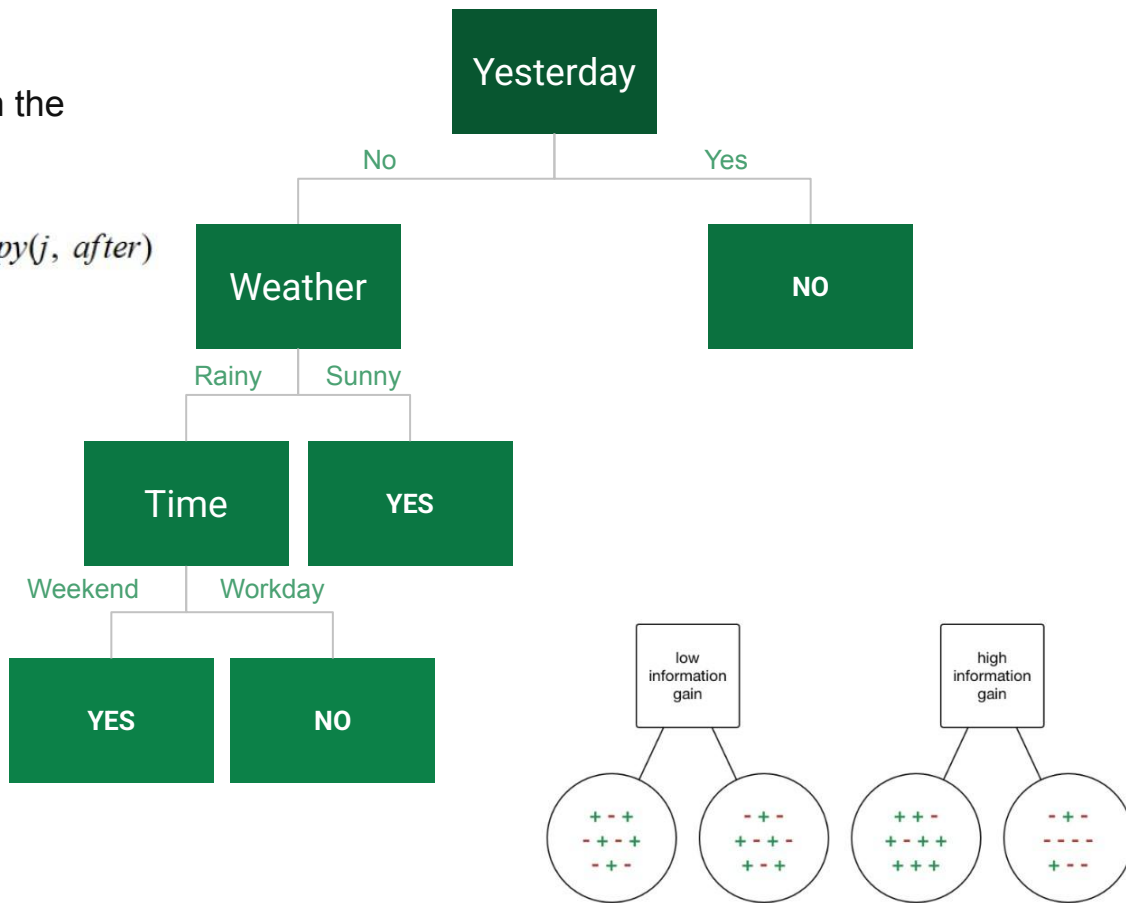 Yesterday
n the
No Yes
py(j, after)
Weather
NO
Rainy Sunny
Time
YES
Weekend Workday
YES
NO
low
information
gain
high
information
gain
+ - +
- + - +
- + -
- + -
+ - + -
+ - +
+ + -
+ - + +
+ + +
- + -
- - - -
+ - -